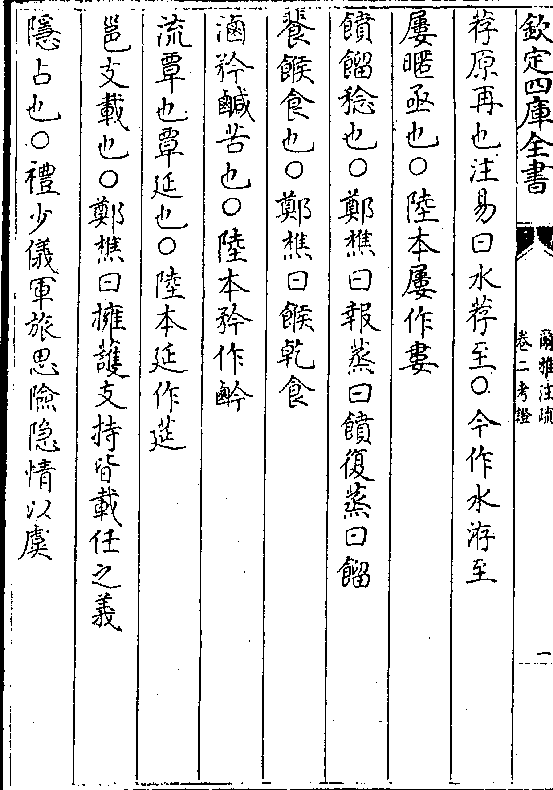 欽定四庫全書
爾雅注疏
卷二考證
一
荐原再也注易曰水荐至○今作水洊至
屢暱亟也○陸本屢作婁
饙餾稔也○鄭樵曰報蒸曰饙復蒸曰餾
餥餱食也○鄭樵曰餱乾食
滷矜鹹苦也○陸本矜作䶖
流覃也覃延也○陸本延作莚
邕支載也○鄭樵曰擁護支持皆載任之義
隱占也○禮少儀軍旅思險隱情以虞